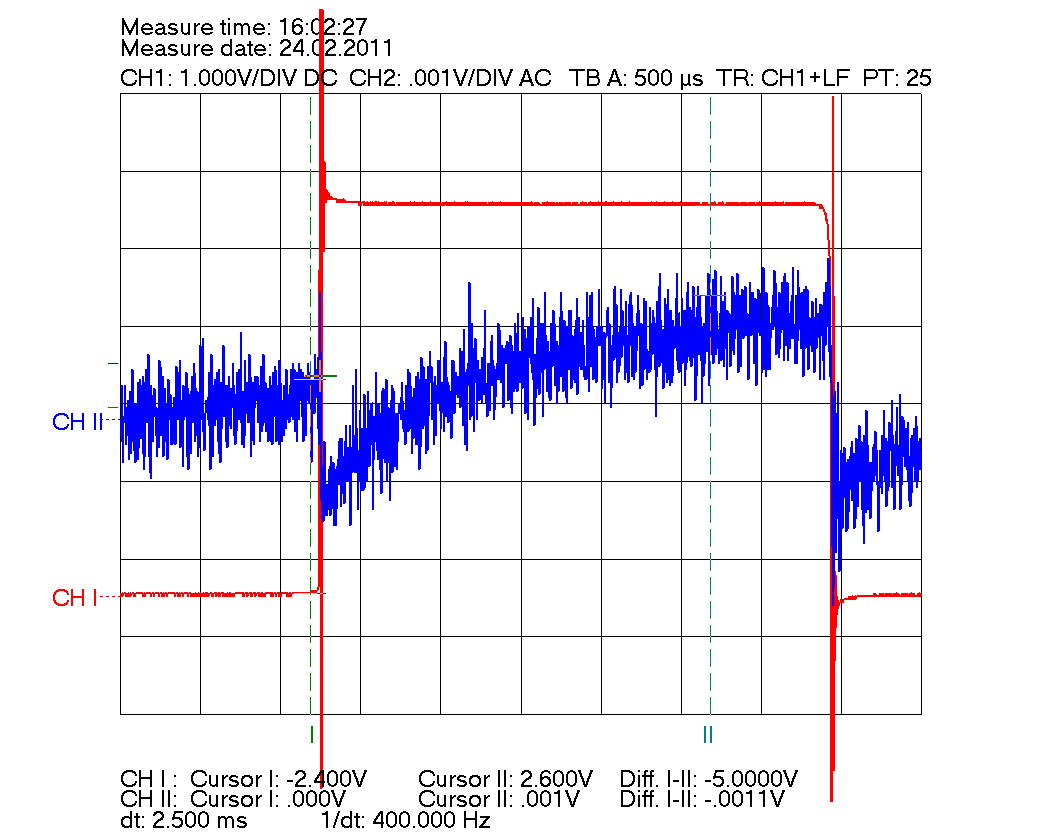 Measure time: 16:02:27
Measure date: 24.02.2011
CH1: 1.000V/DIV DC CH2: .001V/DIV AC TB A: 500 µs TR: CH1+LF PT: 25
CH II
CH I
I
II
CH I : Cursor I: -2.400V Cursor II: 2.600V Diff. I-II: -5.0000V
CH II: Cursor I: .000V Cursor II: .001V Diff. I-II: -.0011V
dt: 2.500 ms 1/dt: 400.000 Hz